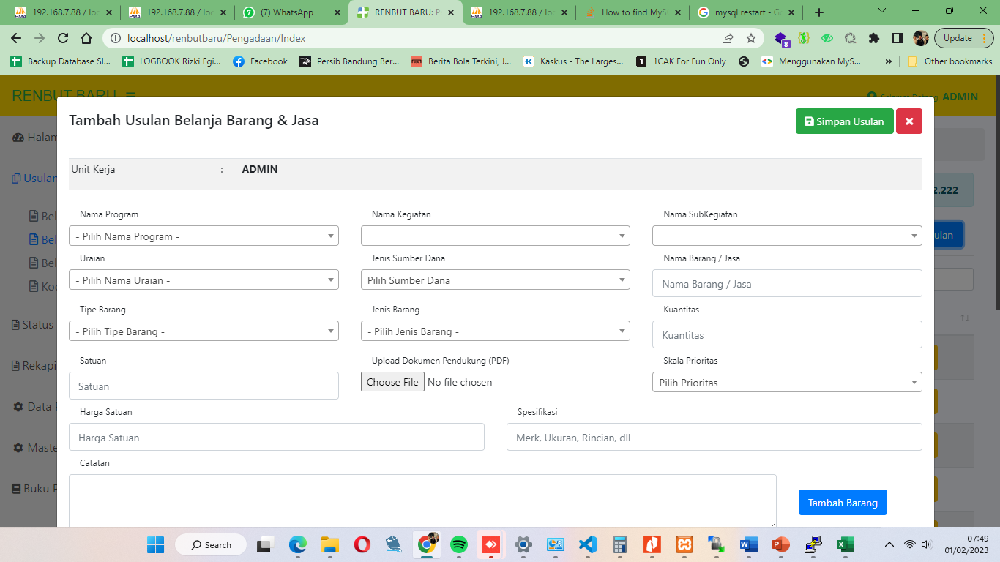 192.168.7.88 / loc
192.168.7.88 / loc
(7) WhatsApp
RENBUT BARU: P
192.168.7.88 / loc
How to find MyS
mysql restart - G
localhost/renbutbaru/Pengadaan/Index
8
Update
Backup Database SI...
LOGBOOK Rizki Egi...
Facebook
Persib Bandung Ber...
Berita Bola Terkini, J...
Kaskus - The Larges...
1CAK For Fun Only
Menggunakan MyS...
»
Other bookmarks
RENBUT BARU
ADMIN
Tambah Usulan Belanja Barang & Jasa
Simpan Usulan
Halam
Unit Kerja : ADMIN
Usulan
2.222
Nama Program Nama Kegiatan Nama SubKegiatan
Bel
- Pilih Nama Program -
ulan
Bel
Uraian Jenis Sumber Dana Nama Barang / Jasa
Bel
- Pilih Nama Uraian - Pilih Sumber Dana Nama Barang / Jasa
Koc
Tipe Barang Jenis Barang Kuantitas
Status
- Pilih Tipe Barang - - Pilih Jenis Barang - Kuantitas
Rekapi
Satuan Upload Dokumen Pendukung (PDF) Skala Prioritas
Satuan Choose File No file chosen Pilih Prioritas
Data
Harga Satuan Spesifikasi
Harga Satuan Merk, Ukuran, Rincian, dll
Maste
Catatan
Buku P
Tambah Barang
Search
07:49
01/02/2023